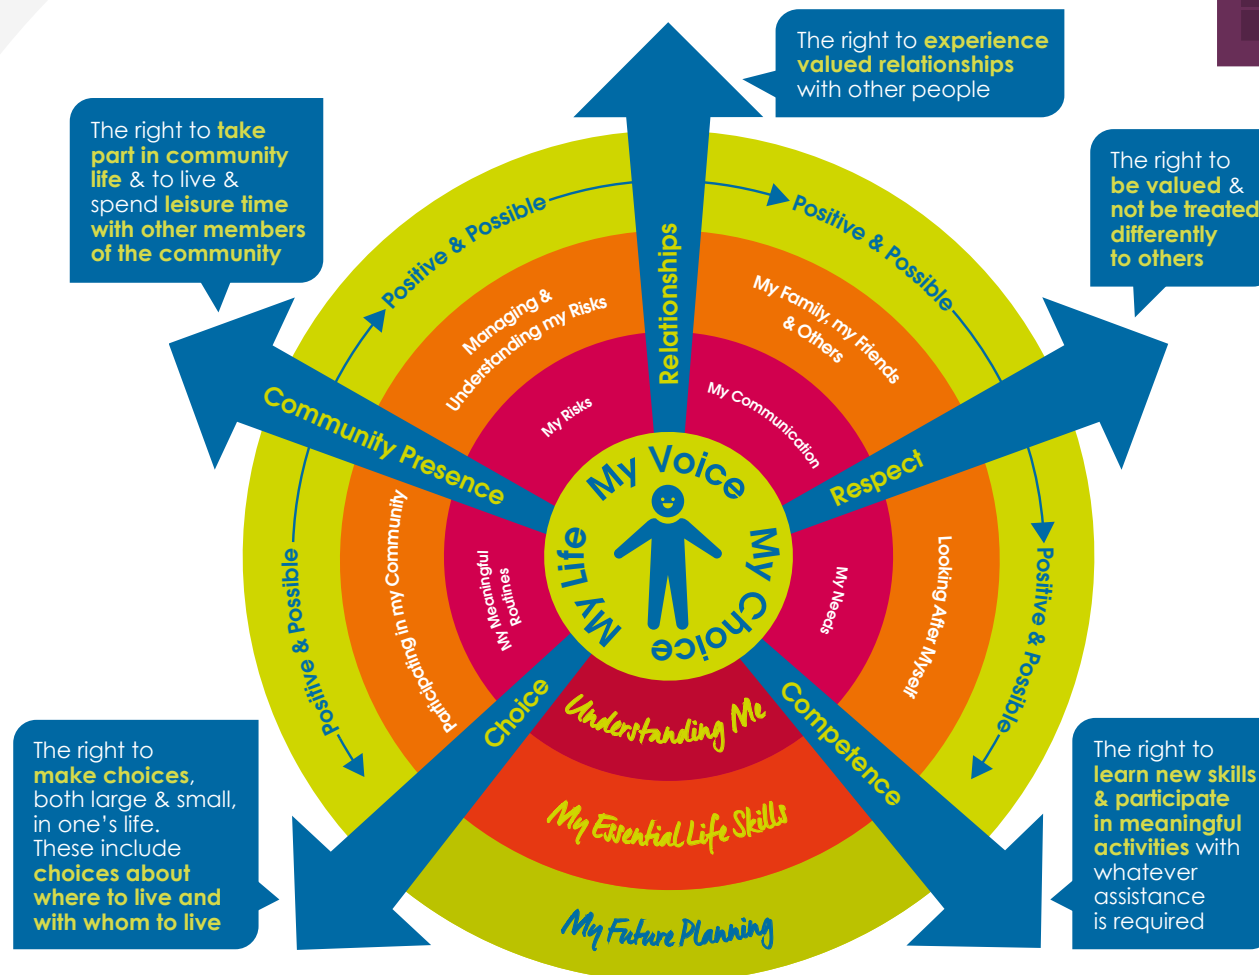 The right to experience
valued relationships
with other people
The right to take
part in community
life & to live &
spend leisure time
with other members
of the community
The right to
be valued &
not be treated
differently
to others
Positive & Possible
Positive & Possible
Relationships
Managing &
Understanding my Risks
My Family, my Friends
& Others
My Risks
My Communication
Community Presence
Respect
My Voice
My Choice
My Life
Positive & Possible
Participating in my Community
My Meaningful
Routines
My Needs
Looking After Myself
Positive & Possible
Choice
Competence
Understanding Me
My Essential Life Skills
My Future Planning
The right to
make choices,
both large & small,
in one's life.
These include
choices about
where to live and
with whom to live
The right to
learn new skills
& participate
in meaningful
activities with
whatever
assistance
is required